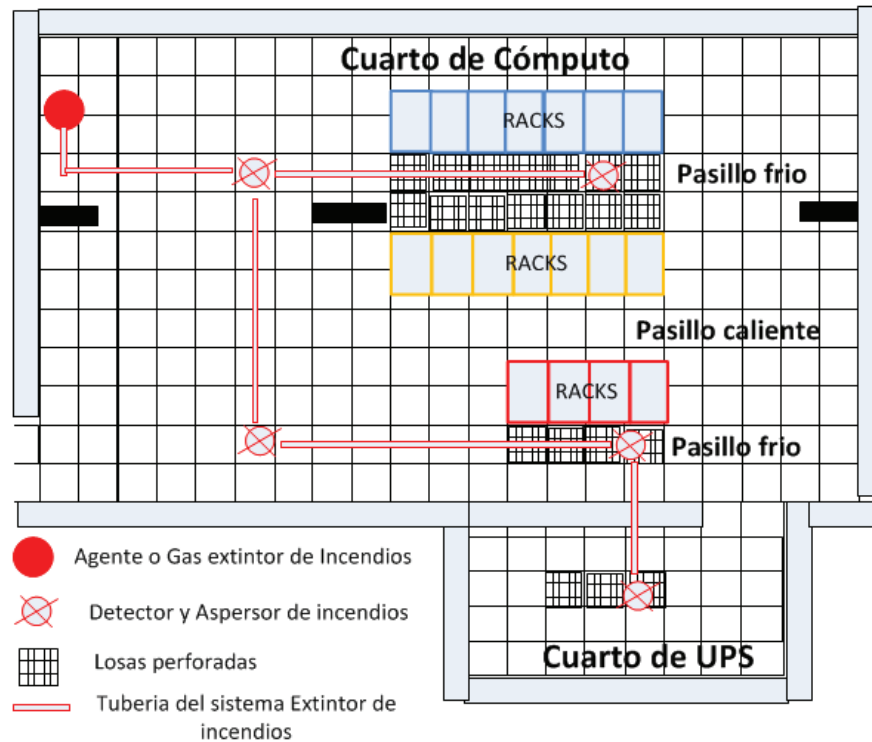 Cuarto de Cómputo
RACKS
Pasillo frio
RACKS
Pasillo caliente
RACKS
Pasillo frio
Agente o Gas extintor de Incendios
Detector y Aspersor de incendios
Losas perforadas
Cuarto de UPS
Tuberia del sistema Extintor de
incendios